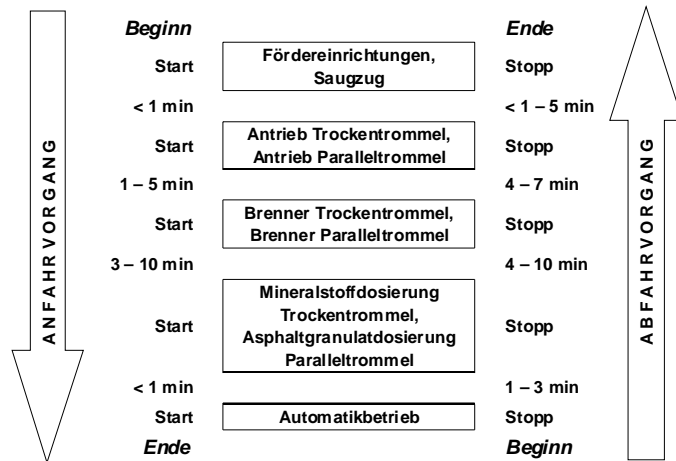 Beginn Ende
Start Fördereinrichtungen, Stopp
Saugzug
< 1 min < 1 – 5 min
Start Antrieb Trockentrommel, Stopp
Antrieb Paralleltrommel
1 – 5 min 4 – 7 min
Start Brenner Trockentrommel, Stopp
Brenner Paralleltrommel
3 – 10 min 4 – 10 min
Mineralstoffdosierung
Trockentrommel,
Start Asphaltgranulatdosierung Stopp
Paralleltrommel
< 1 min 1 – 3 min
Start Automatikbetrieb Stopp
Ende Beginn
ANFAHRVORGANG
ABFAHRVORGANG